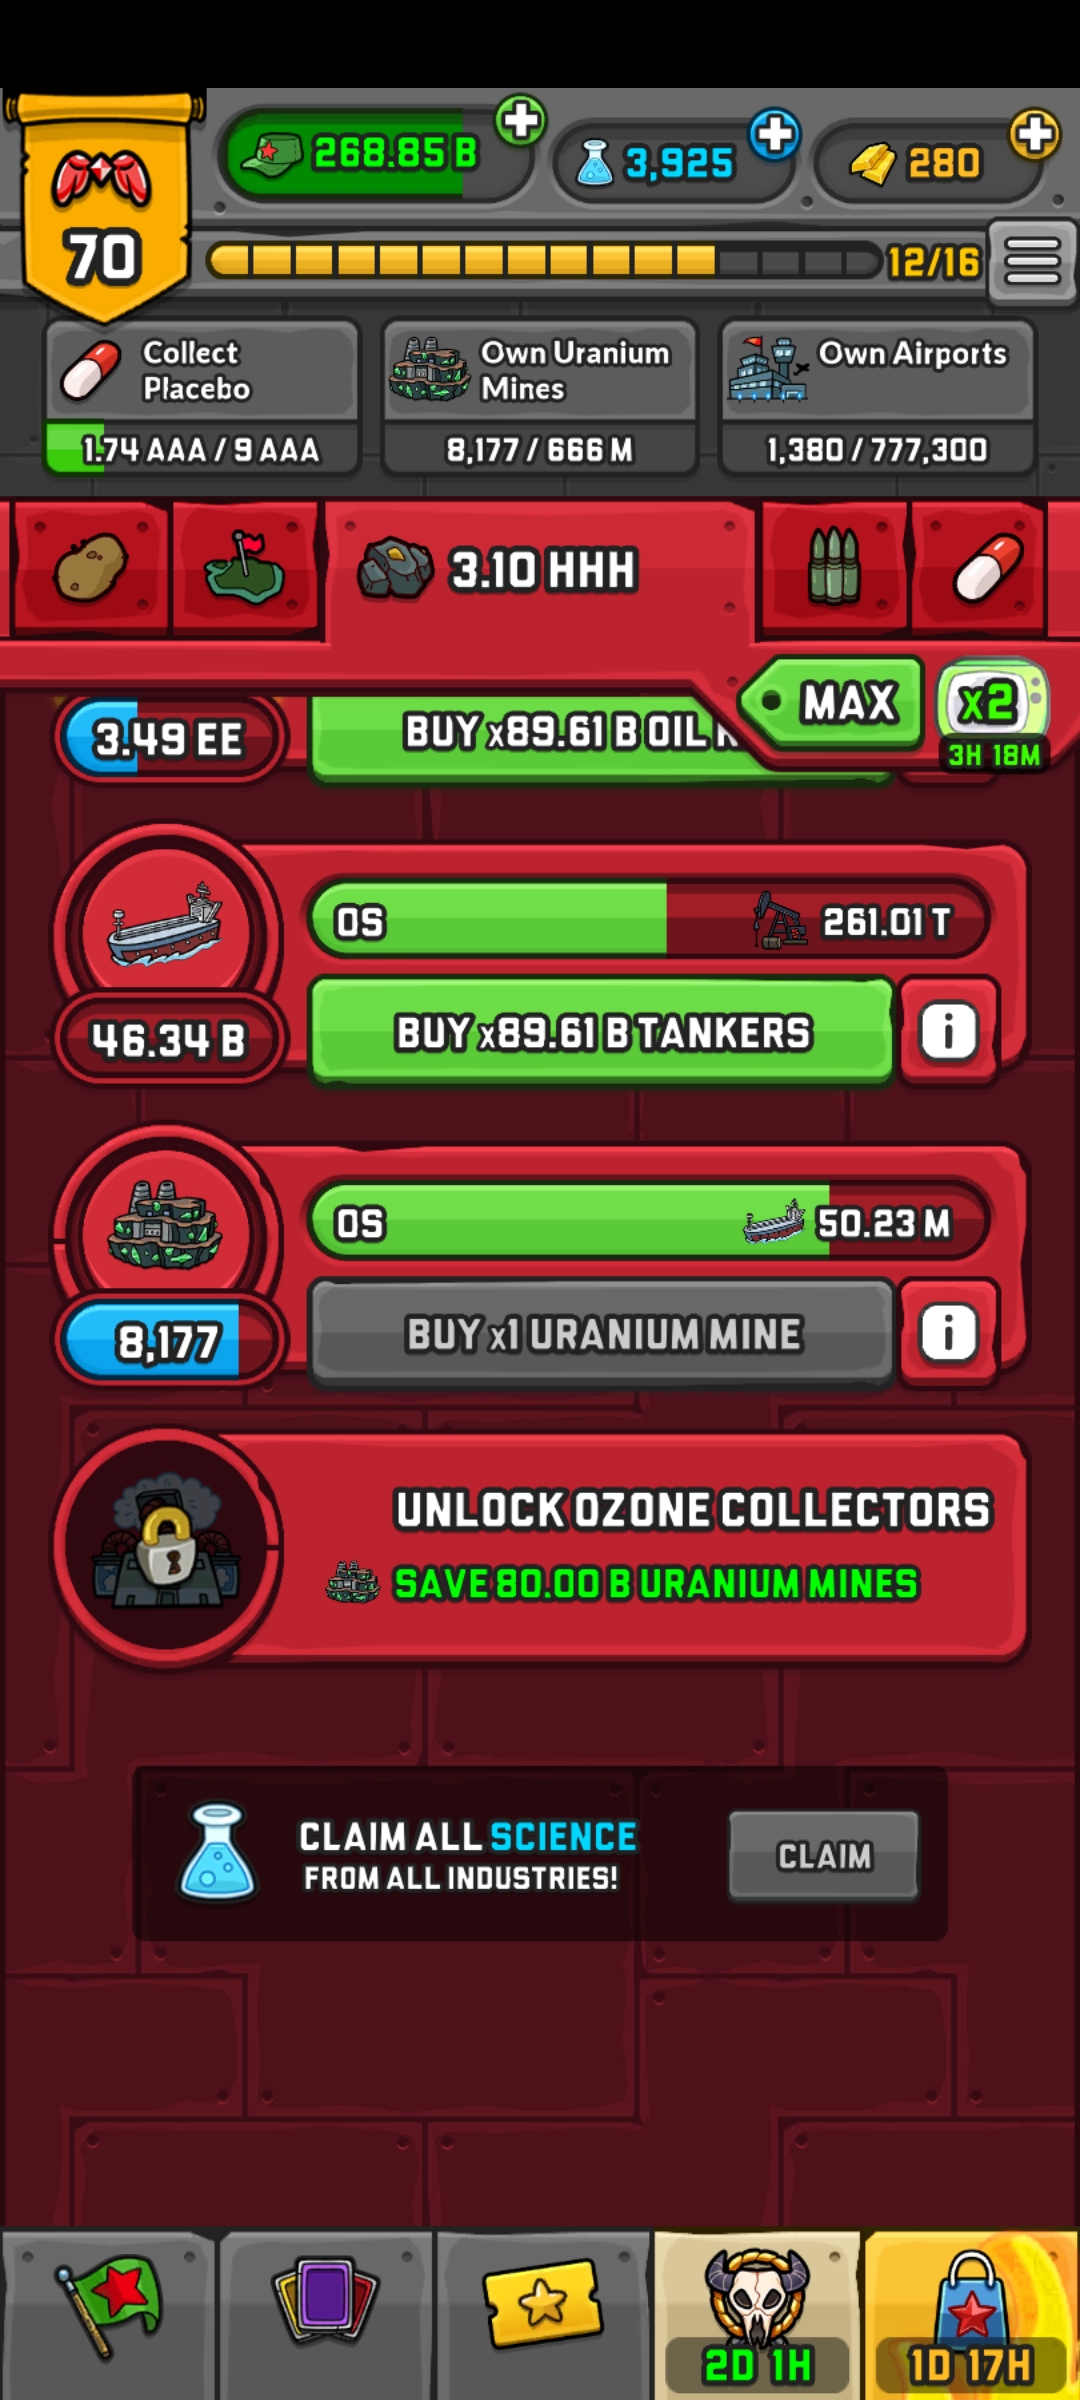 268.85 B
3,925
280
70
12/16
Collect
Placebo
1.74 AAA / 9 AAA
Own Uranium
Mines
8,177 / 666 M
Own Airports
1,380 / 777,300
3.10 HHH
MAX
x2
3H 18M
3.49 EE
BUY x89.61 B OIL
0S
261.01 T
46.34 B
BUY x89.61 B TANKERS
i
0S
50.23 M
8,177
BUY x1 URANIUM MINE
i
UNLOCK OZONE COLLECTORS
SAVE 80.00 B URANIUM MINES
CLAIM ALL SCIENCE
FROM ALL INDUSTRIES!
CLAIM
2D 1H
1D 17H